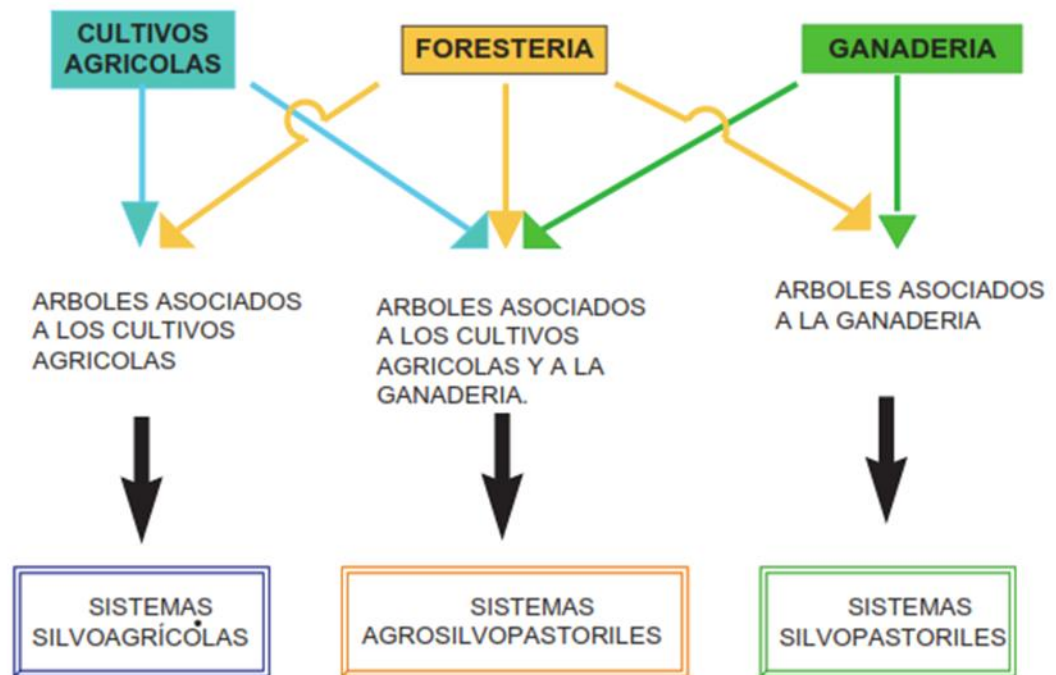 CULTIVOS
AGRICOLAS
FORESTERIA
GANADERIA
ARBOLES ASOCIADOS
A LOS CULTIVOS
AGRICOLAS
ARBOLES ASOCIADOS
A LOS CULTIVOS
AGRICOLAS Y A LA
GANADERIA.
ARBOLES ASOCIADOS
A LA GANADERIA
SISTEMAS
SILVOAGRÍCOLAS
SISTEMAS
AGROSILVOPASTORILES
SISTEMAS
SILVOPASTORILES